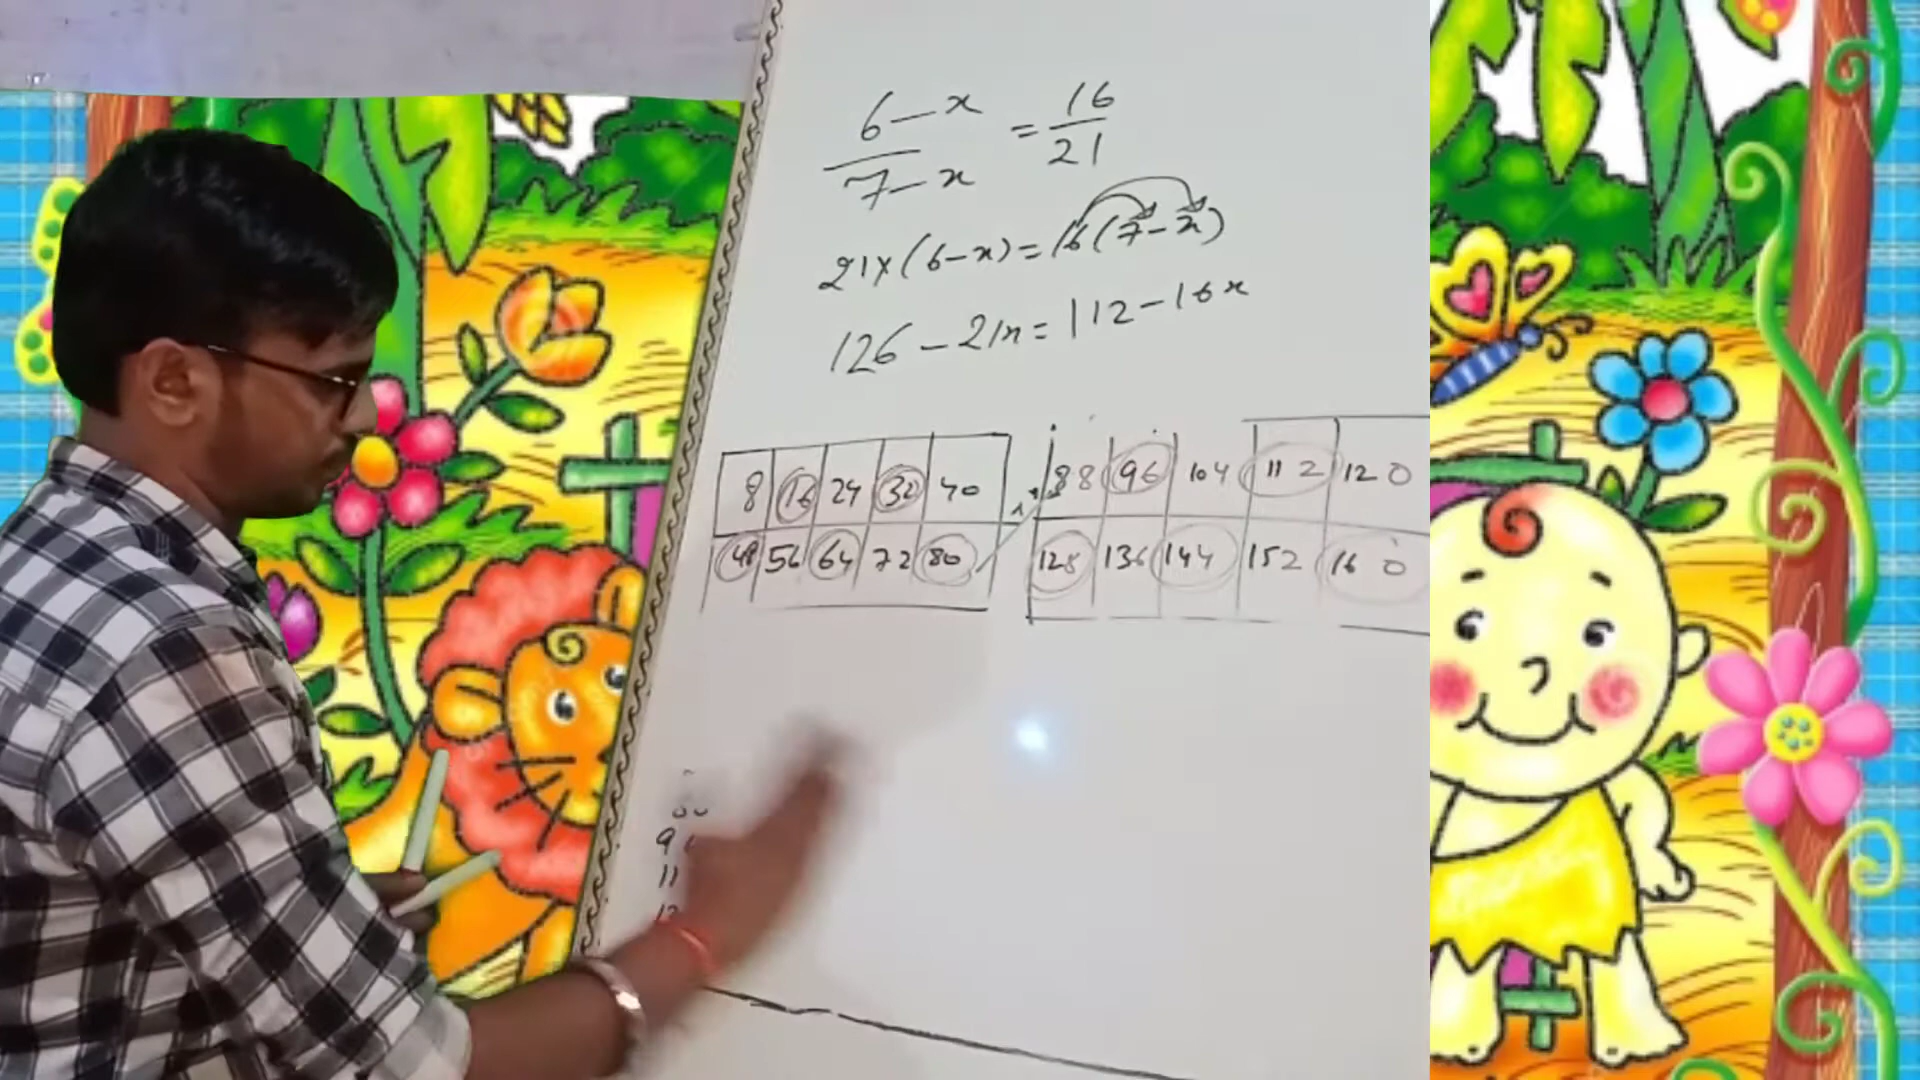 6-x / 7-x = 16 / 21
21×(6-x)=16(7-x)
126-21x=112-16x
8 16 24 32 40
48 56 64 72 80
88 96 104 112 120
128 136 144 152 160